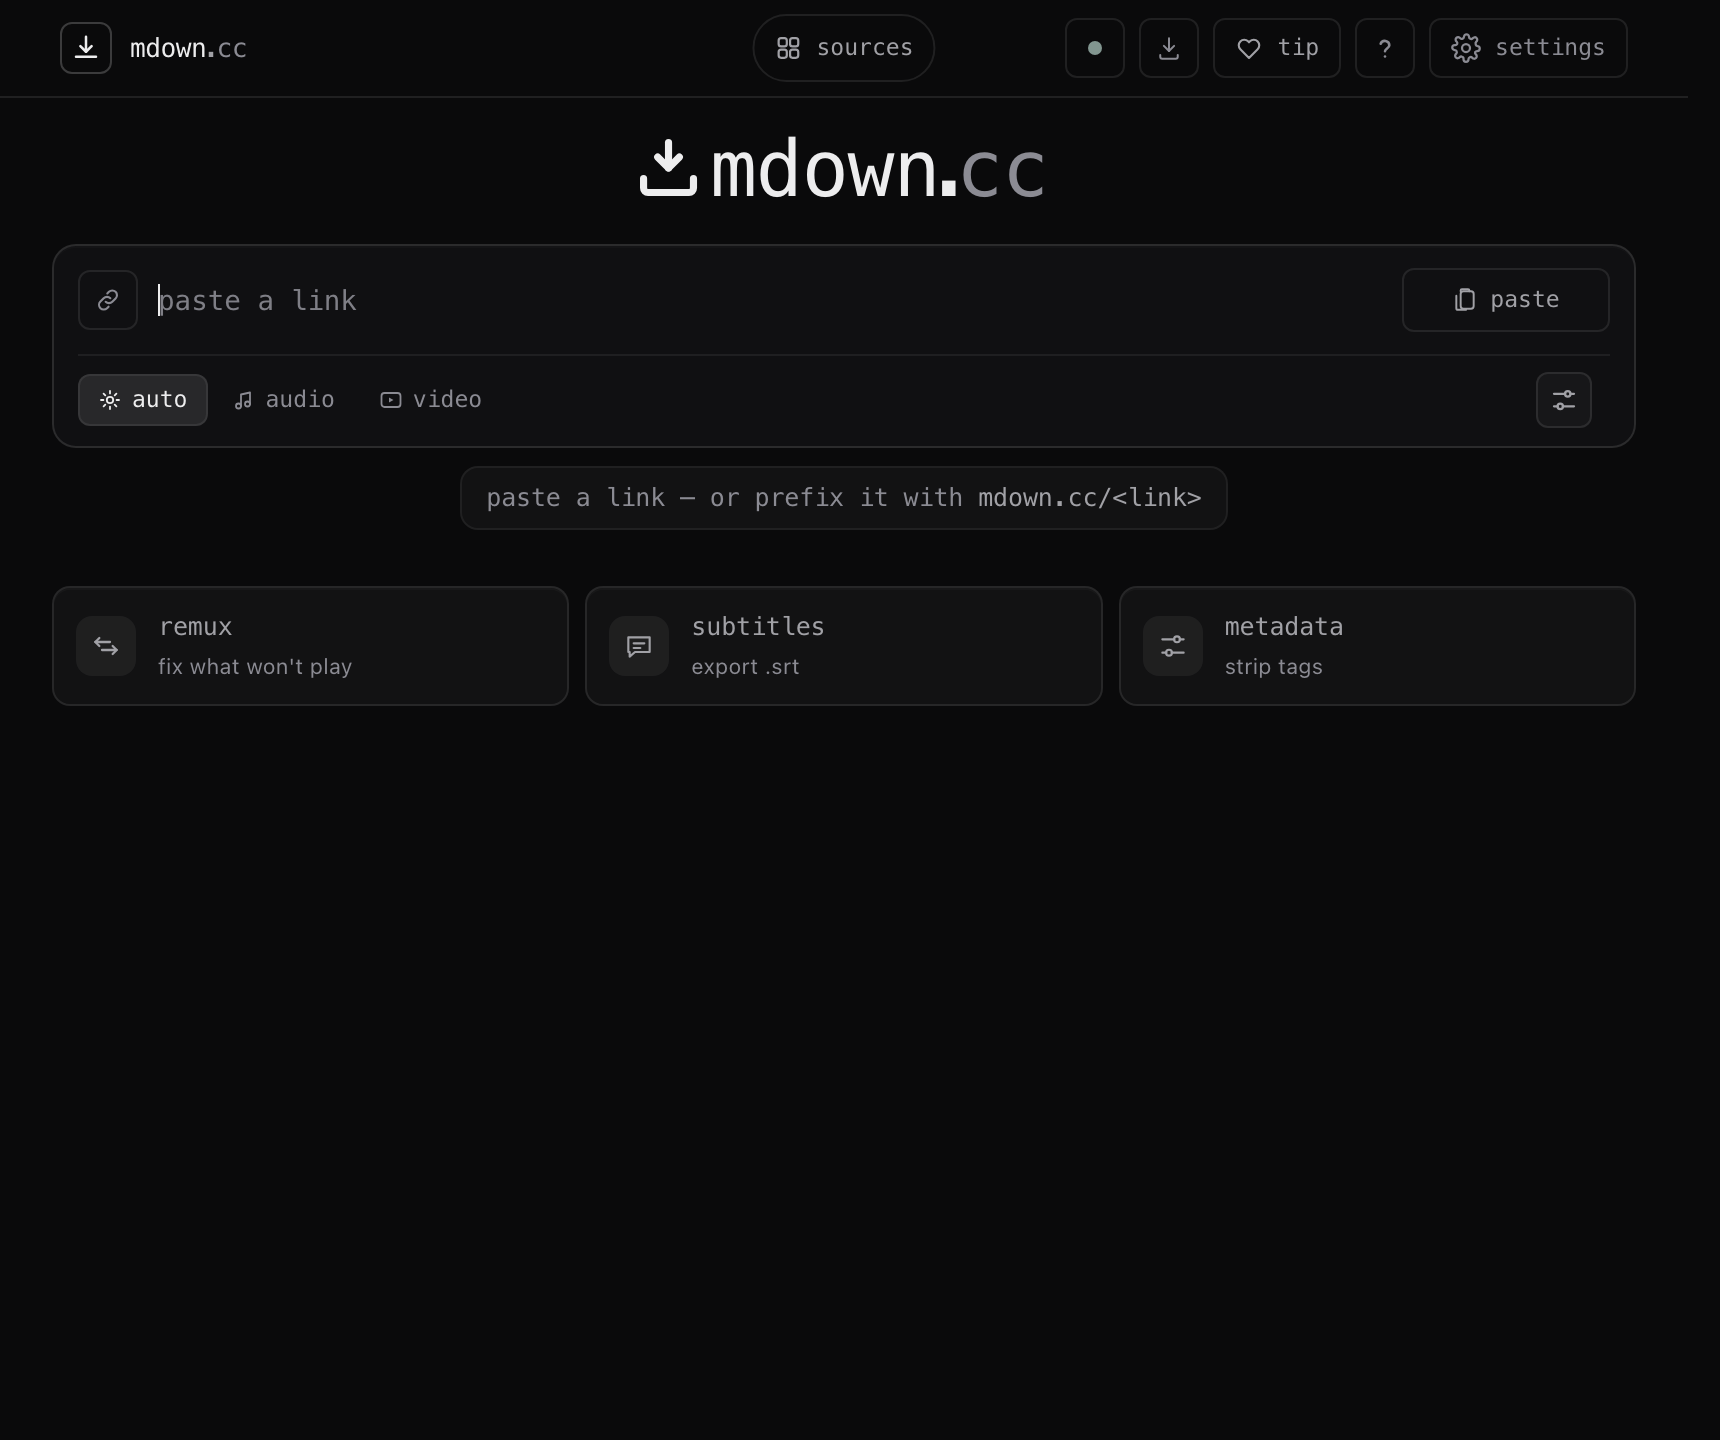 mdown.cc
sources
tip
?
settings
mdown.cc
paste a link
paste
auto
audio
video
paste a link — or prefix it with mdown.cc/<link>
remux
fix what won't play
subtitles
export .srt
metadata
strip tags